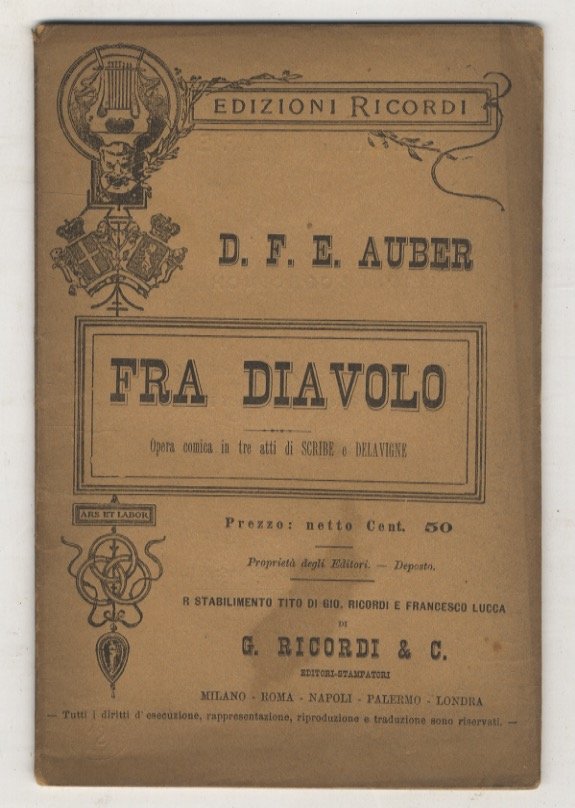 EDIZIONI RICORDI
D. F. E. AUBER
FRA DIAVOLO
Opera comica in tre atti di SCRIBE e DELAVIGNE
ARS ET LABOR
Prezzo: netto Cent. 50
Proprietà degli Editori. — Deposto.
R STABILIMENTO TITO DI GIO. RICORDI E FRANCESCO LUCCA
DI
G. RICORDI & C.
EDITORI-STAMPATORI
MILANO - ROMA - NAPOLI - PALERMO - LONDRA
— Tutti i diritti d'esecuzione, rappresentazione, riproduzione e traduzione sono riservati. —